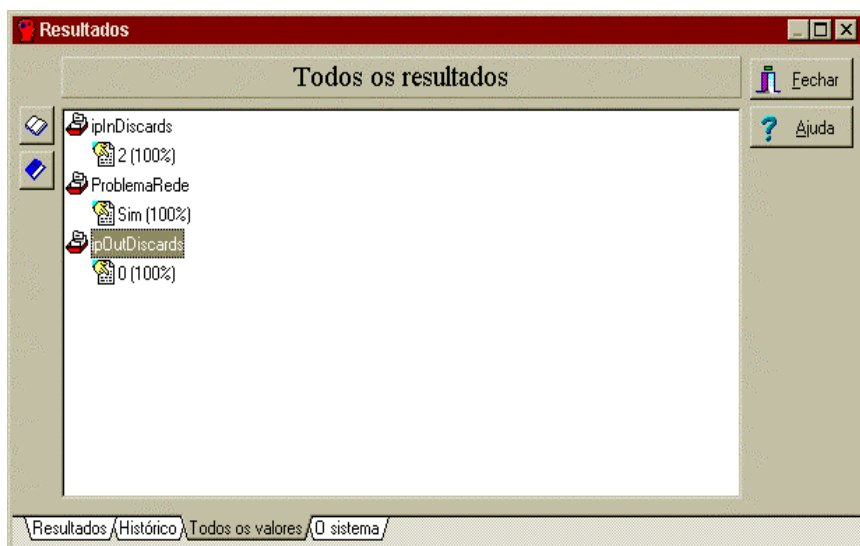 Resultados
Todos os resultados
Fechar
Ajuda
ipInDiscards
2 (100%)
ProblemaRede
Sim (100%)
ipOutDiscards
0 (100%)
Resultados
Histórico
Todos os valores
O sistema